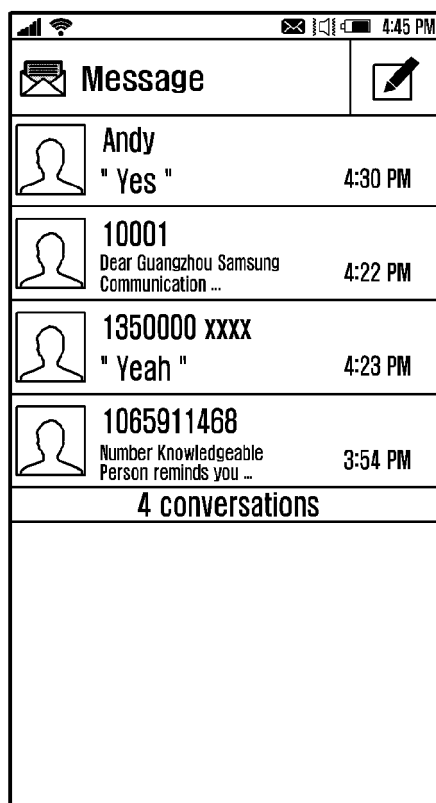 4:45 PM
Message
Andy
" Yes "
4:30 PM
10001
Dear Guangzhou Samsung
Communication ...
4:22 PM
1350000 xxxx
" Yeah "
4:23 PM
1065911468
Number Knowledgeable
Person reminds you ...
3:54 PM
4 conversations